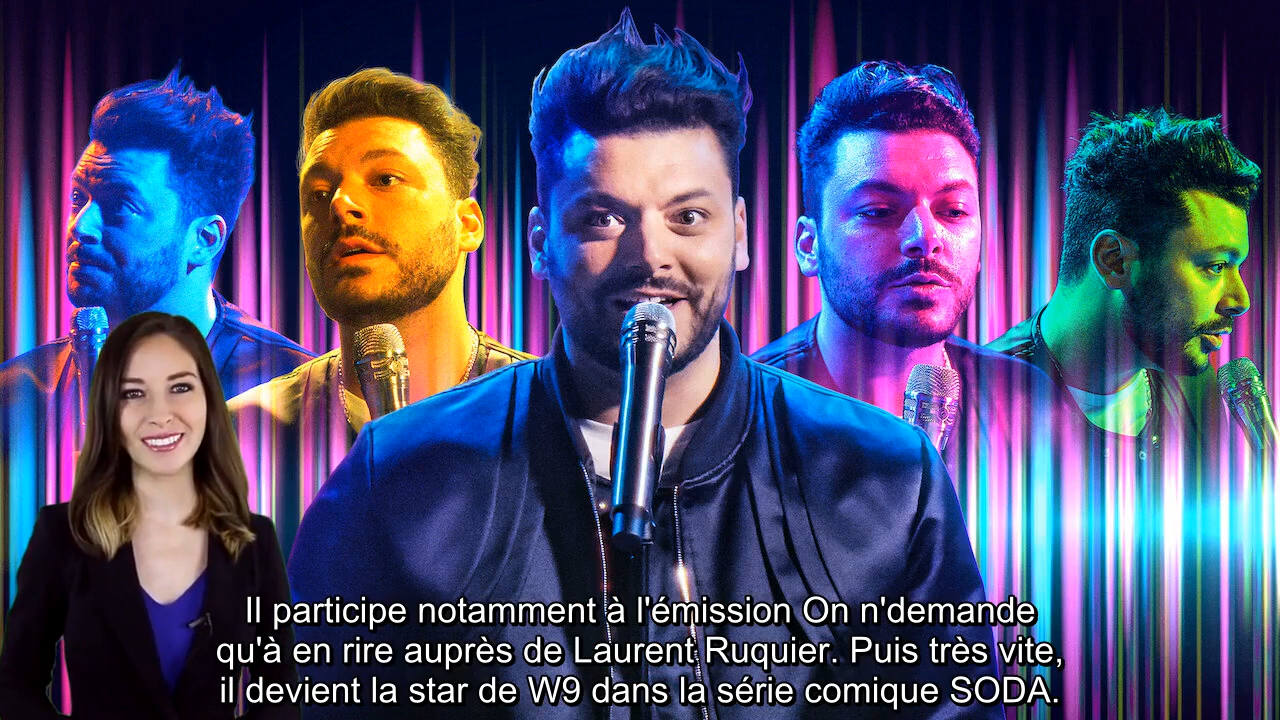 Il participe notamment à l'émission On n'demande
qu'à en rire auprès de Laurent Ruquier. Puis très vite,
il devient la star de W9 dans la série comique SODA.